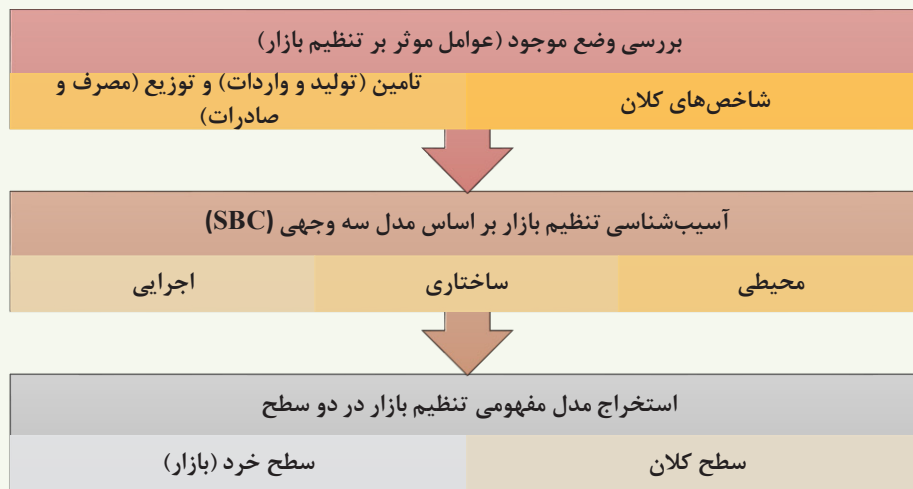 بررسی وضع موجود (عوامل موثر بر تنظیم بازار)
شاخص‌های کلان
تامین (تولید و واردات) و توزیع (مصرف و
صادرات)
آسیب‌شناسی تنظیم بازار بر اساس مدل سه وجهی (SBC)
محیطی
ساختاری
اجرایی
استخراج مدل مفهومی تنظیم بازار در دو سطح
سطح کلان
سطح خرد (بازار)